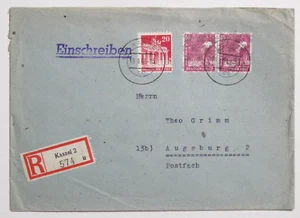 Einschreiben
20
Herrn
Theo Grimm
%
13b) Augsburg 2
Postfach
R
Kassel 2
574 b